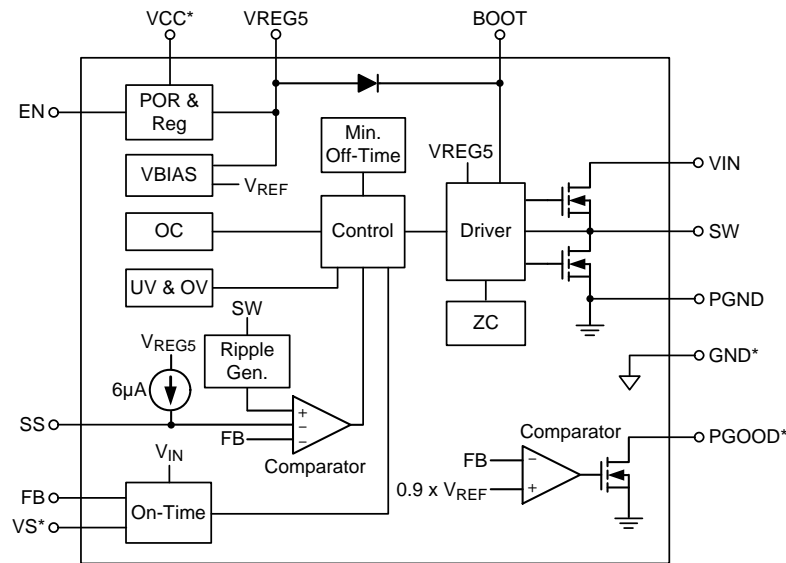 VCC*
VREG5
BOOT
EN
POR &
Reg
Min.
Off-Time
VREG5
VIN
VBIAS
VREF
OC
Control
Driver
SW
UV & OV
ZC
PGND
SW
VREG5
Ripple
Gen.
GND*
6µA
SS
+
−
−
FB
Comparator
Comparator
PGOOD*
FB
−
0.9 x VREF
+
VIN
FB
On-Time
VS*